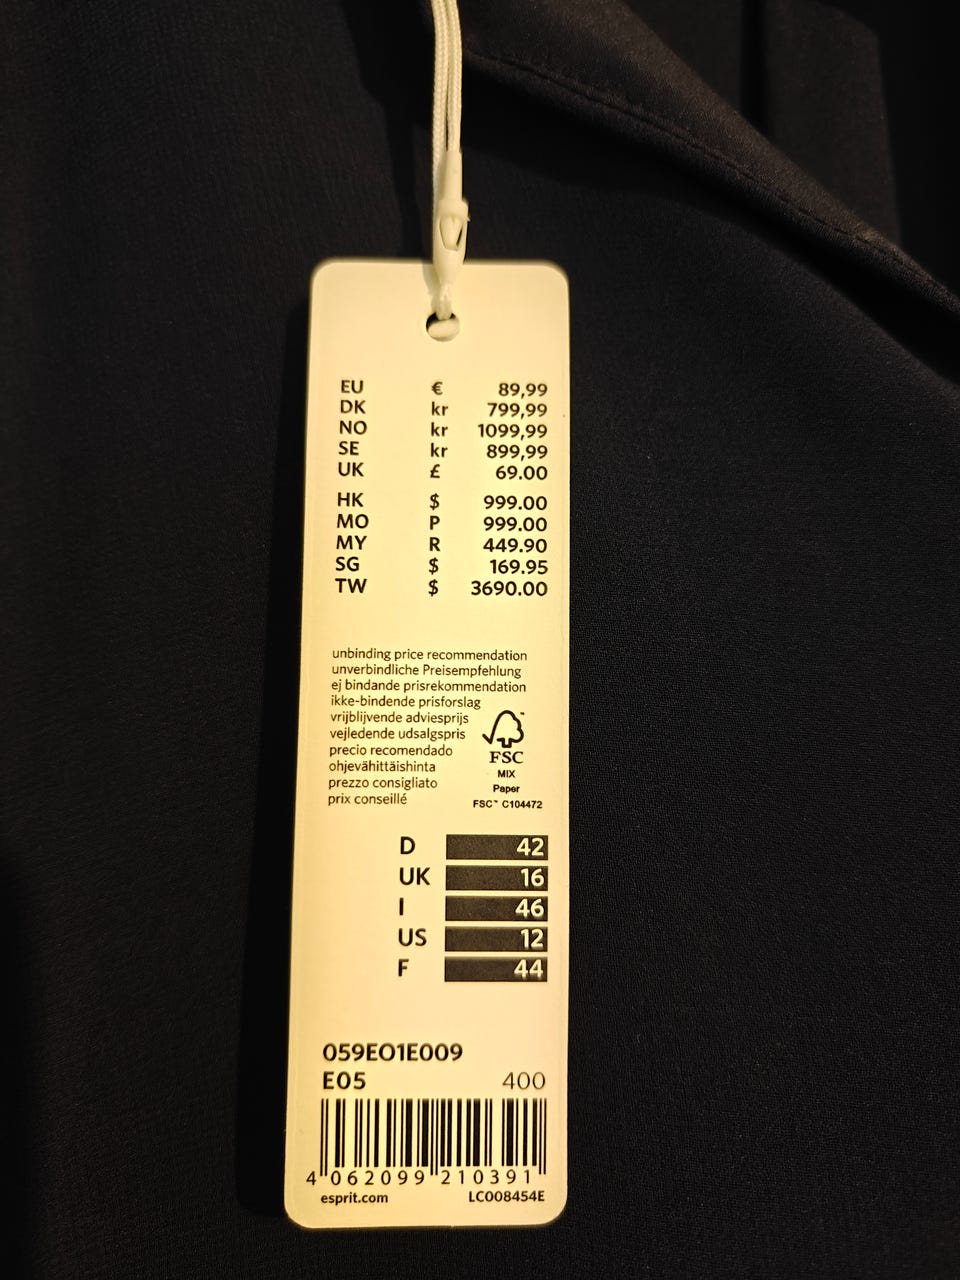 EU € 89,99
DK kr 799,99
NO kr 1099,99
SE kr 899,99
UK £ 69.00
HK $ 999.00
MO P 999.00
MY R 449.90
SG $ 169.95
TW $ 3690.00
unbinding price recommendation
unverbindliche Preisempfehlung
ej bindande prisrekommendation
ikke-bindende prisforslag
vrijblijvende adviesprijs
vejledende udsalgspris
precio recomendado
ohjevähittäishinta
prezzo consigliato
prix conseillé
FSC
MIX
Paper
FSC™ C104472
D 42
UK 16
I 46
US 12
F 44
059EO1E009
E05 400
4 062099 210391
esprit.com LC008454E